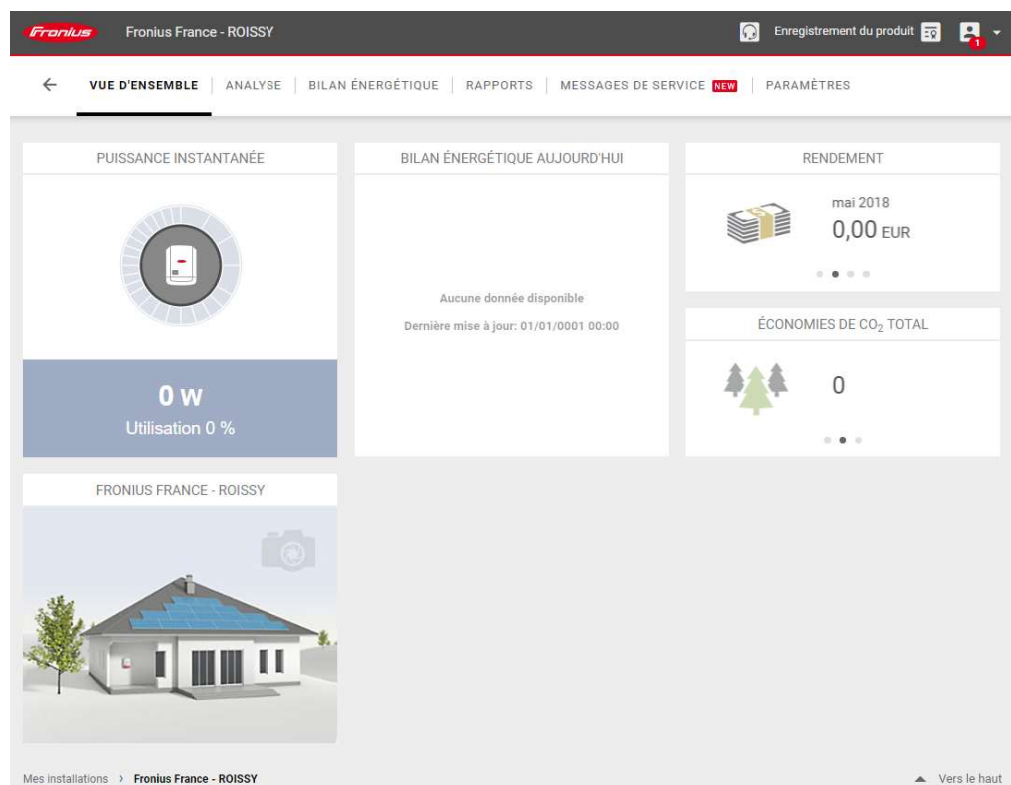 Fronius Fronius France - ROISSY Enregistrement du produit 1
VUE D'ENSEMBLE ANALYSE BILAN ÉNERGÉTIQUE RAPPORTS MESSAGES DE SERVICE NEW PARAMÈTRES
PUISSANCE INSTANTANÉE
0 W
Utilisation 0 %
BILAN ÉNERGÉTIQUE AUJOURD'HUI
Aucune donnée disponible
Dernière mise à jour: 01/01/0001 00:00
RENDEMENT
mai 2018
0,00 EUR
ÉCONOMIES DE CO₂ TOTAL
0
FRONIUS FRANCE - ROISSY
Mes installations › Fronius France - ROISSY Vers le haut